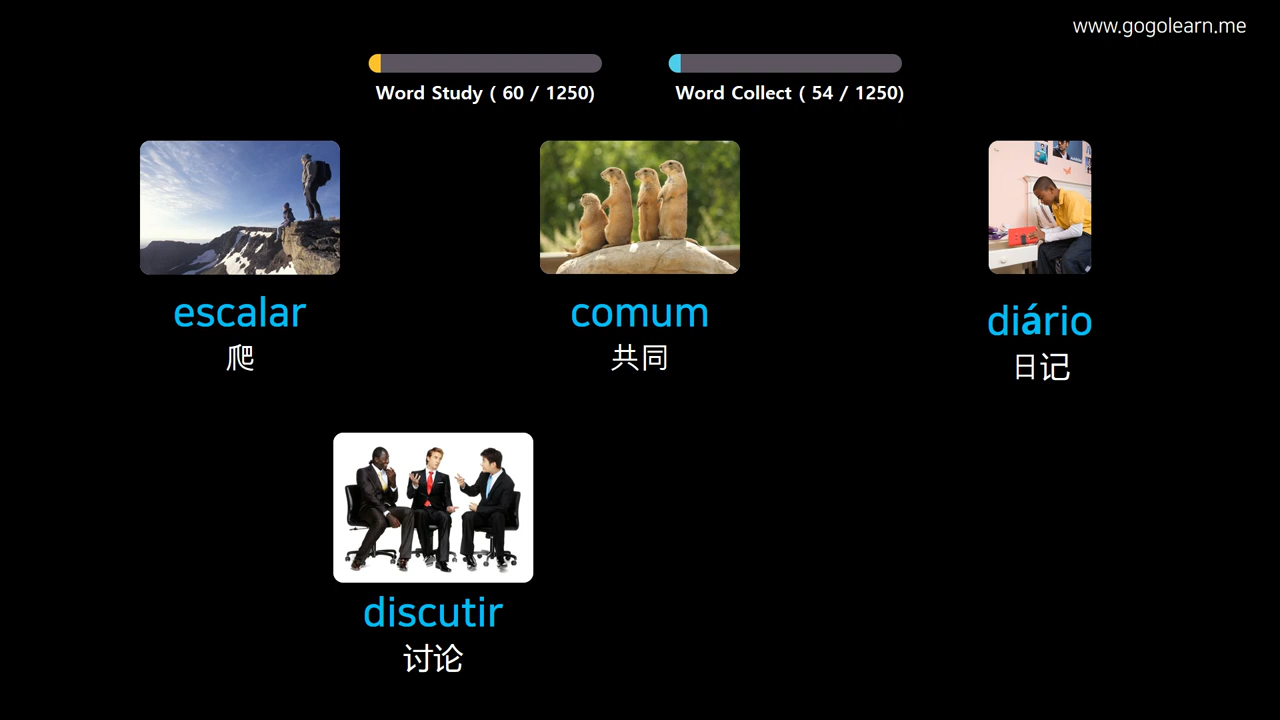 www.gogolearn.me
Word Study ( 60 / 1250)
Word Collect ( 54 / 1250)
escalar
爬
comum
共同
diário
日记
discutir
讨论